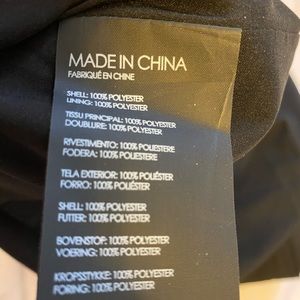 MADE IN CHINA
FABRIQUÉ EN CHINE
SHELL: 100% POLYESTER
LINING: 100% POLYESTER
TISSU PRINCIPAL: 100% POLYESTER
DOUBLURE: 100% POLYESTER
RIVESTIMENTO: 100% POLIESTERE
FODERA: 100% POLIESTERE
TELA EXTERIOR: 100% POLIÉSTER
FORRO: 100% POLIÉSTER
SHELL: 100% POLYESTER
FUTTER: 100% POLYESTER
BOVENSTOF: 100% POLYESTER
VOERING: 100% POLYESTER
KROPSSTYKKE: 100% POLYESTER
FORING: 100% POLYESTER